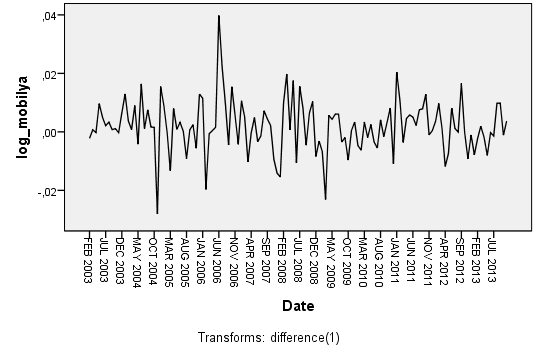 ,04
,02
,00
-,02
log_mobilya
FEB 2003
JUL 2003
DEC 2003
MAY 2004
OCT 2004
MAR 2005
AUG 2005
JAN 2006
JUN 2006
NOV 2006
APR 2007
SEP 2007
FEB 2008
JUL 2008
DEC 2008
MAY 2009
OCT 2009
MAR 2010
AUG 2010
JAN 2011
JUN 2011
NOV 2011
APR 2012
SEP 2012
FEB 2013
JUL 2013
Date
Transforms: difference(1)